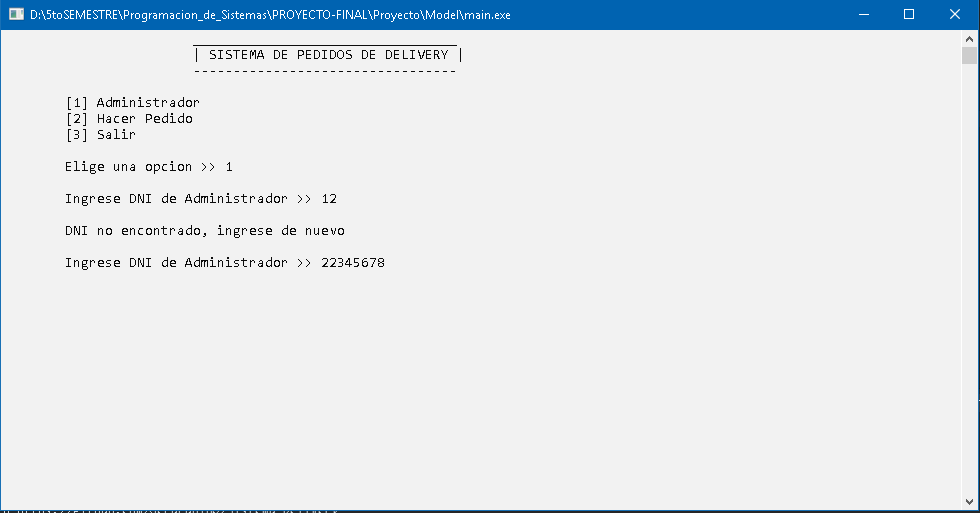 D:\5toSEMESTRE\Programacion_de_Sistemas\PROYECTO-FINAL\Proyecto\Model\main.exe
| SISTEMA DE PEDIDOS DE DELIVERY |
---------------------------------
[1] Administrador
[2] Hacer Pedido
[3] Salir
Elige una opcion >> 1
Ingrese DNI de Administrador >> 12
DNI no encontrado, ingrese de nuevo
Ingrese DNI de Administrador >> 22345678